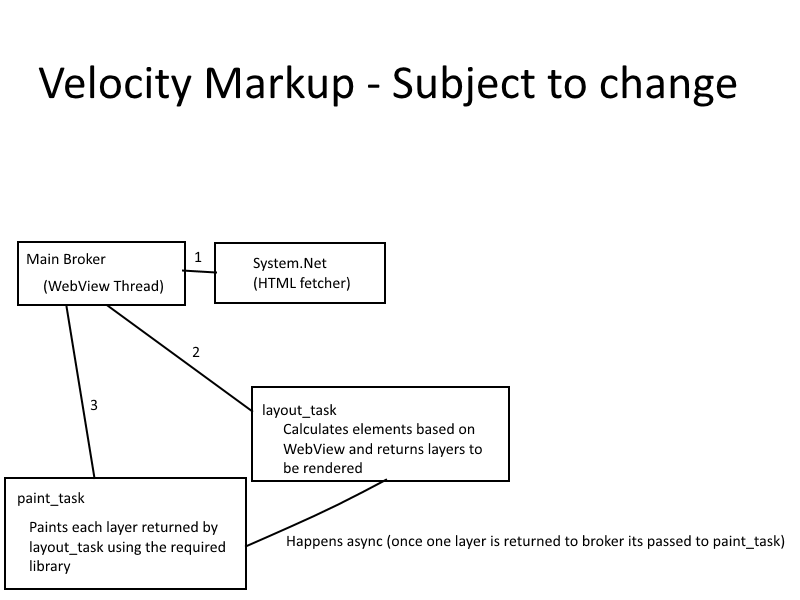 Velocity Markup - Subject to change
Main Broker
(WebView Thread)
1
System.Net
(HTML fetcher)
2
3
layout_task
Calculates elements based on
WebView and returns layers to
be rendered
paint_task
Paints each layer returned by
layout_task using the required
library
Happens async (once one layer is returned to broker its passed to paint_task)